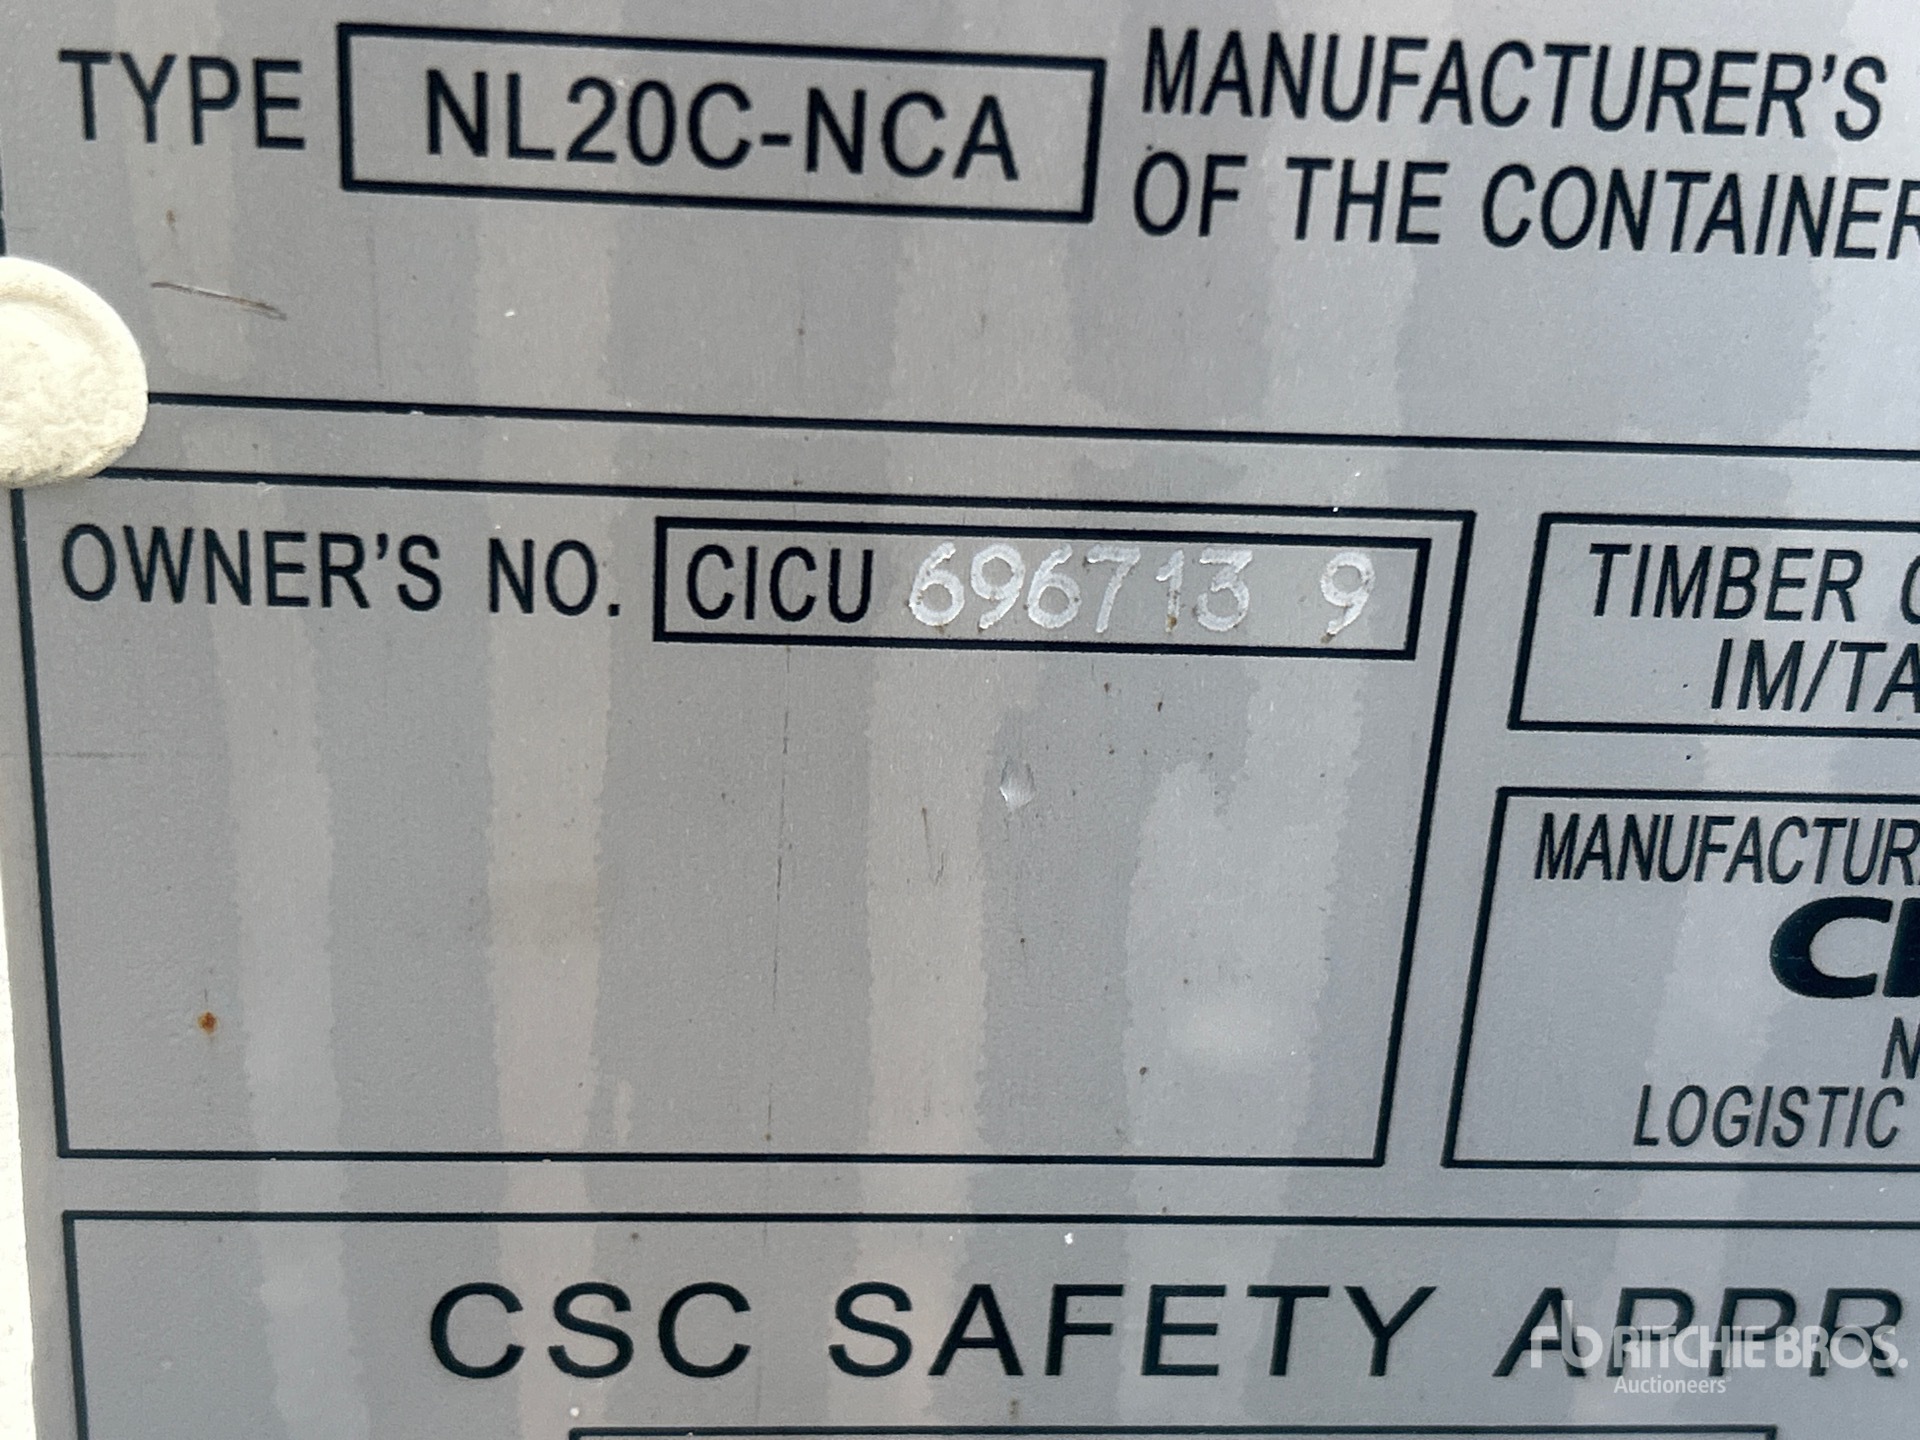 TYPE NL20C-NCA
MANUFACTURER'S
OF THE CONTAINER
OWNER'S NO. CICU 696713 9
TIMBER
IM/TA
MANUFACTUR
LOGISTIC
CSC SAFETY APPR
RITCHIE BROS.
Auctioneers